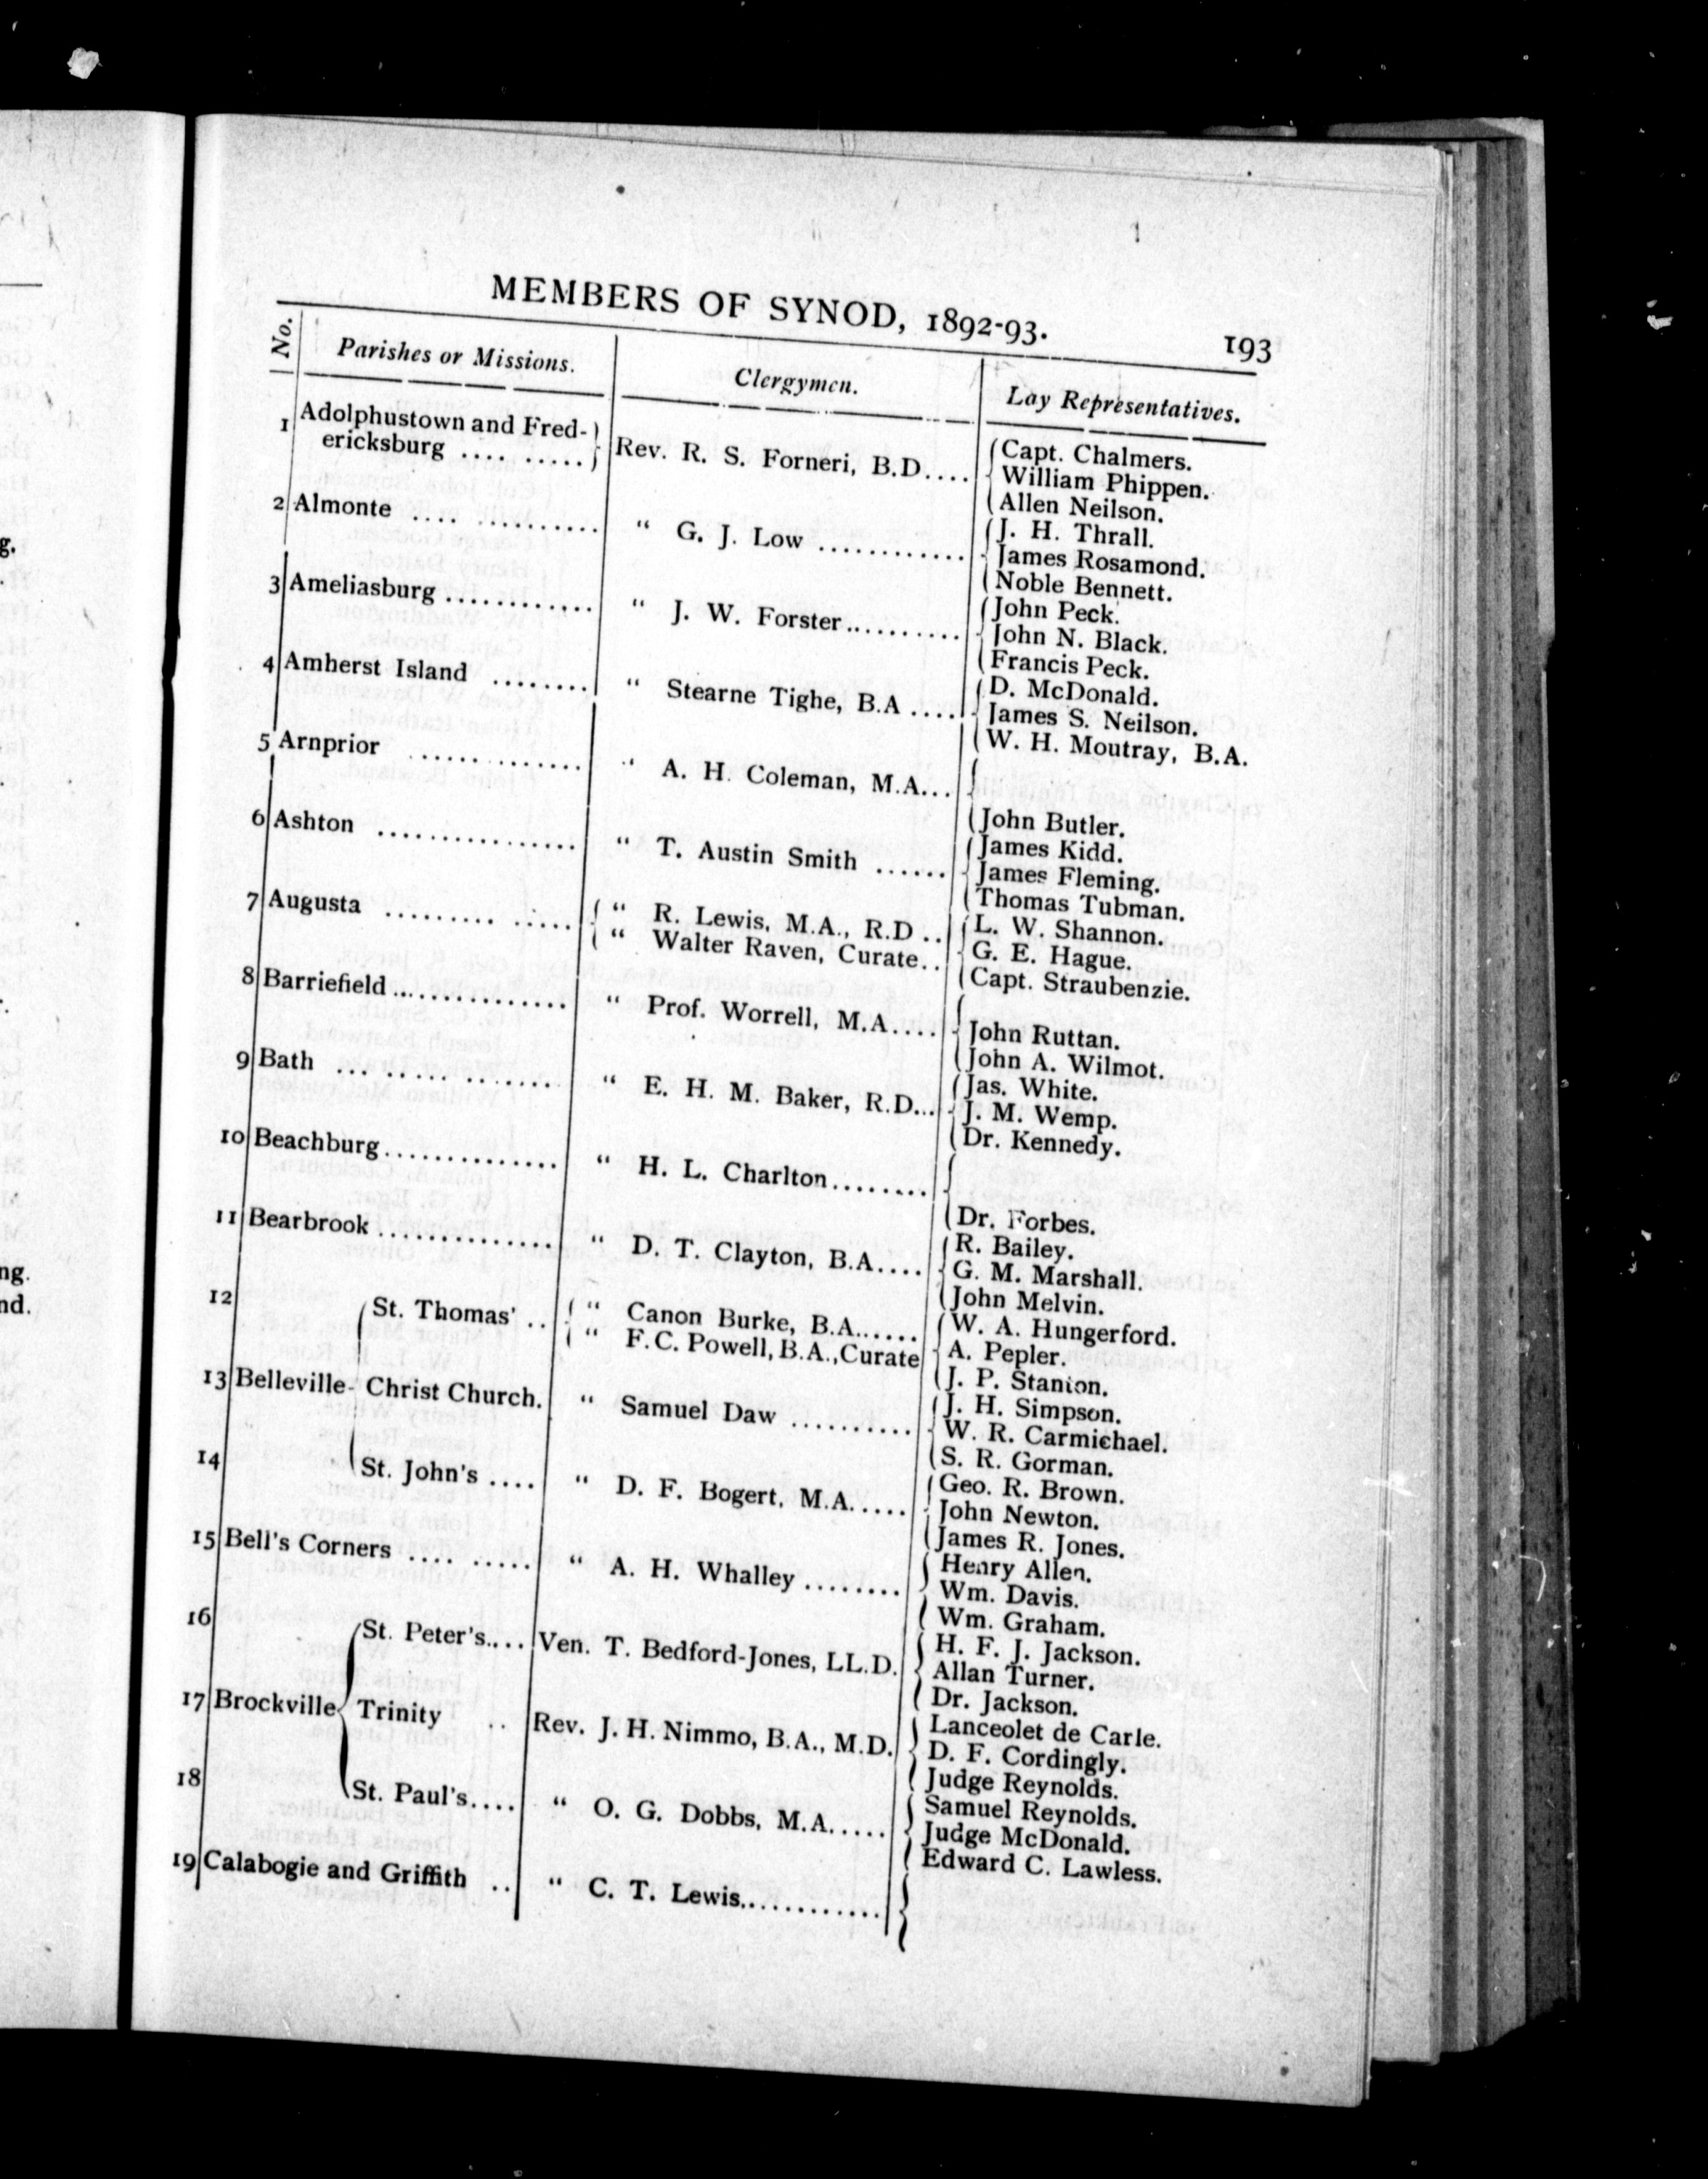 MEMBERS OF SYNOD, 1892-93. 193
No. Parishes or Missions. Clergymen. Lay Representatives.
1 Adolphustown and Fred-
ericksburg .... ..... Rev. R. S. Forneri, B.D.... Capt. Chalmers.
William Phippen.
Allen Neilson.
2 Almonte .... .......... " G. J. Low ............ J. H. Thrall.
James Rosamond.
Noble Bennett.
3 Ameliasburg ............ " J. W. Forster........... John Peck.
John N. Black.
Francis Peck.
4 Amherst Island ........ " Stearne Tighe, B.A .... D. McDonald.
James S. Neilson.
W. H. Moutray, B.A.
5 Arnprior .............. " A. H. Coleman, M.A...
John Butler.
6 Ashton ................ " T. Austin Smith ...... James Kidd.
James Fleming.
Thomas Tubman.
7 Augusta ......... ..... " R. Lewis, M.A., R.D .. L. W. Shannon.
" Walter Raven, Curate.. G. E. Hague.
Capt. Straubenzie.
8 Barriefield .............. " Prof. Worrell, M.A....
John Ruttan.
John A. Wilmot.
9 Bath ... ..... ....... " E. H. M. Baker, R.D... Jas. White.
J. M. Wemp.
Dr. Kennedy.
10 Beachburg.............. " H. L. Charlton........
Dr. Forbes.
11 Bearbrook .............. " D. T. Clayton, B.A.... R. Bailey.
G. M. Marshall.
John Melvin.
12 St. Thomas' .. " Canon Burke, B.A...... W. A. Hungerford.
" F. C. Powell, B.A., Curate A. Pepler.
J. P. Stanion.
13 Belleville Christ Church. " Samuel Daw .......... J. H. Simpson.
W. R. Carmichael.
S. R. Gorman.
14 St. John's .... " D. F. Bogert, M.A..... Geo. R. Brown.
John Newton.
James R. Jones.
15 Bell's Corners .... ..... " A. H. Whalley ........ Henry Allen.
Wm. Davis.
Wm. Graham.
16 St. Peter's.... Ven. T. Bedford-Jones, LL.D. H. F. J. Jackson.
Allan Turner.
Dr. Jackson.
17 Brockville Trinity .. Rev. J. H. Nimmo, B.A., M.D. Lanceolet de Carle.
D. F. Cordingly.
Judge Reynolds.
18 St. Paul's.... " O. G. Dobbs, M.A..... Samuel Reynolds.
Judge McDonald.
Edward C. Lawless.
19 Calabogie and Griffith .. " C. T. Lewis............